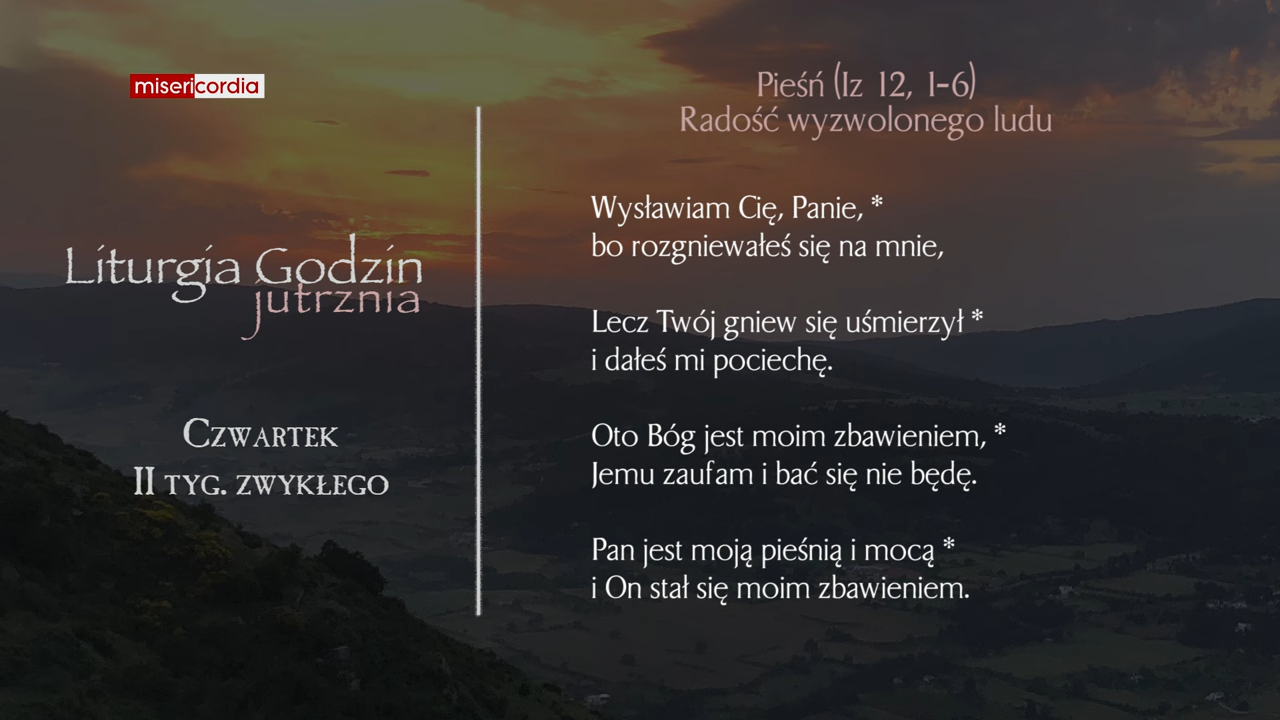 misericordia
Liturgia Godzin
jutrznia
Czwartek
II tyg. zwykłego
Pieśń (Iz 12, 1-6)
Radość wyzwolonego ludu
Wysławiam Cię, Panie, *
bo rozgniewałeś się na mnie,
Lecz Twój gniew się uśmierzył *
i dałeś mi pociechę.
Oto Bóg jest moim zbawieniem, *
Jemu zaufam i bać się nie będę.
Pan jest moją pieśnią i mocą *
i On stał się moim zbawieniem.